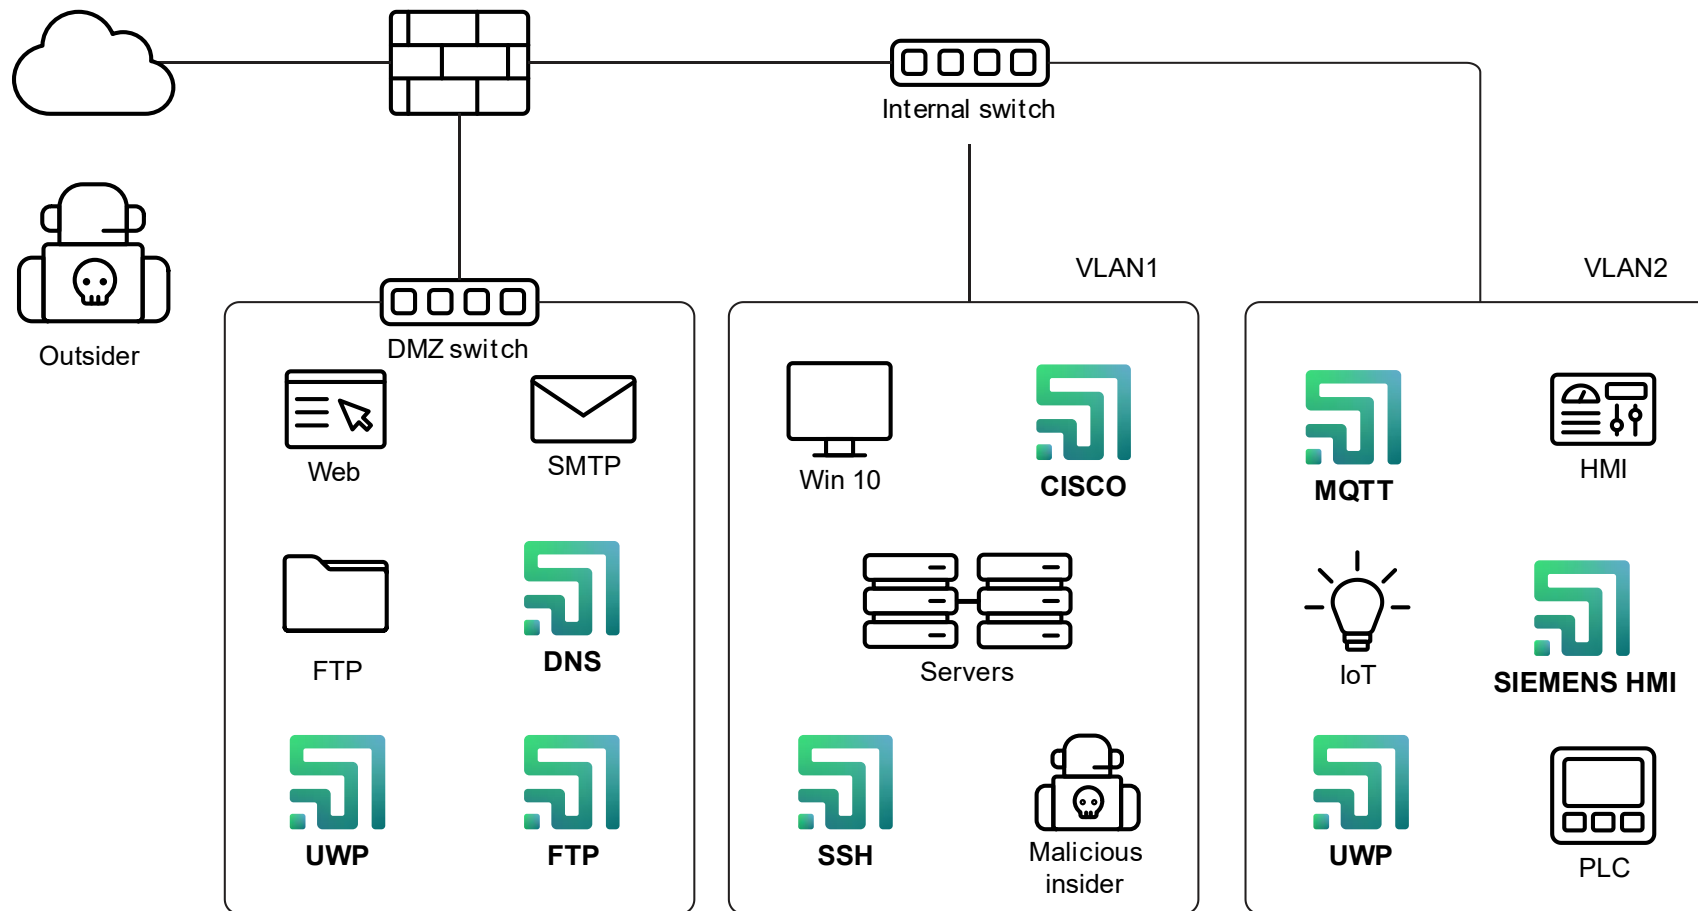 Internal switch
VLAN1
VLAN2
Outsider
DMZ switch
Web
SMTP
FTP
DNS
UWP
FTP
Win 10
CISCO
Servers
SSH
Malicious
insider
MQTT
HMI
IoT
SIEMENS HMI
UWP
PLC